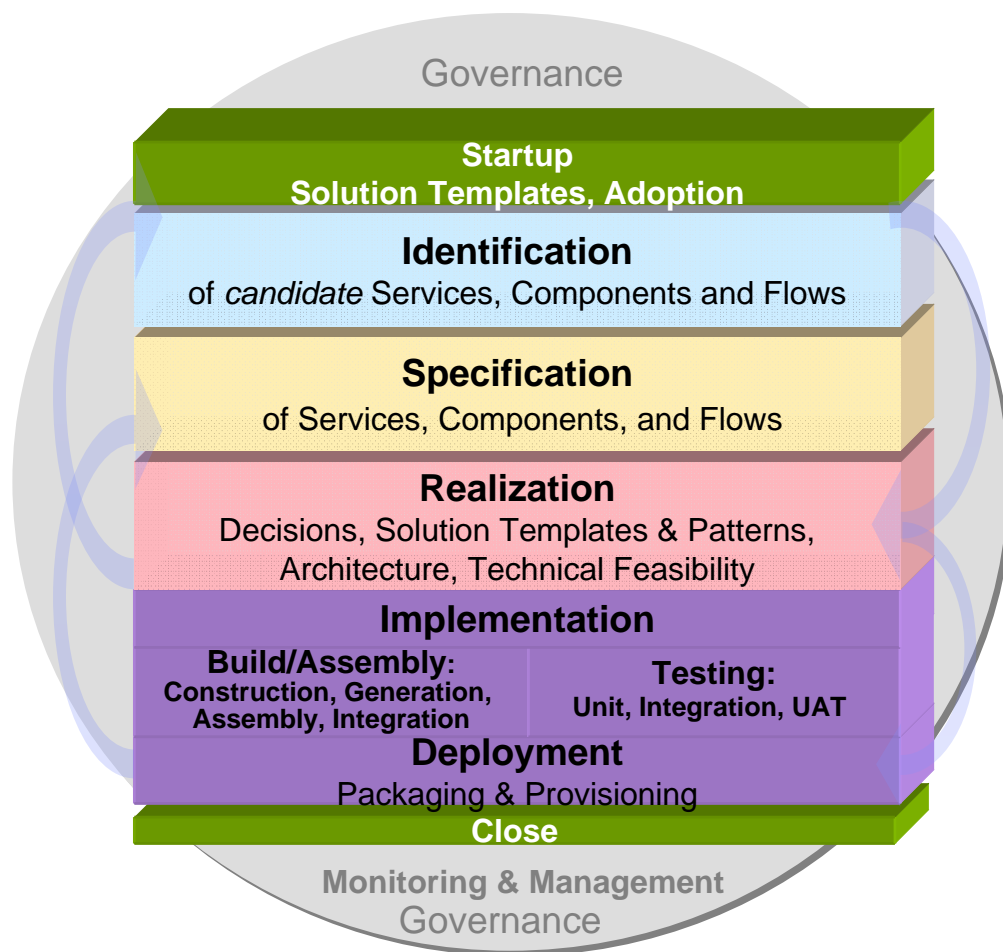 Governance
Startup
Solution Templates, Adoption
Identification
of candidate Services, Components and Flows
Specification
of Services, Components, and Flows
Realization
Decisions, Solution Templates & Patterns,
Architecture, Technical Feasibility
Implementation
Build/Assembly:
Construction, Generation,
Assembly, Integration
Testing:
Unit, Integration, UAT
Deployment
Packaging & Provisioning
Close
Monitoring & Management
Governance